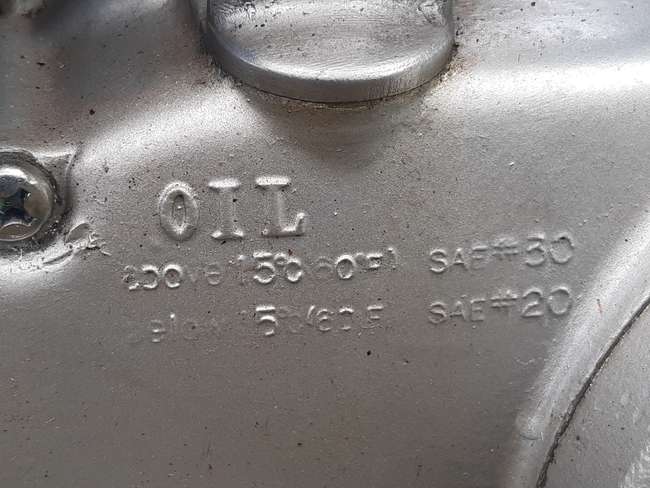 OIL
above 15°C(60°F) SAE#30
below 15°C(60°F SAE#20